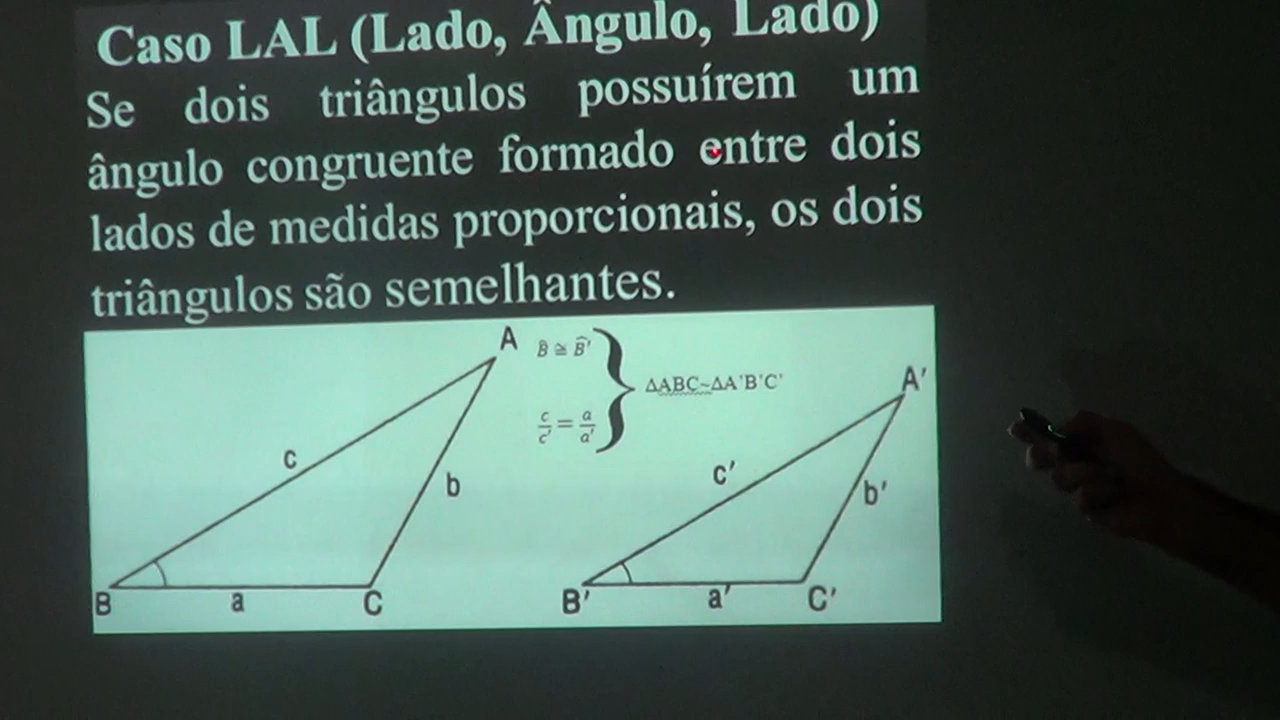 Caso LAL (Lado, Ângulo, Lado)
Se dois triângulos possuírem um
ângulo congruente formado entre dois
lados de medidas proporcionais, os dois
triângulos são semelhantes.
A
B̂ ≅ B̂'
c/c' = a/a'
ΔABC~ΔA'B'C'
A'
c
b
c'
b'
B
a
C
B'
a'
C'